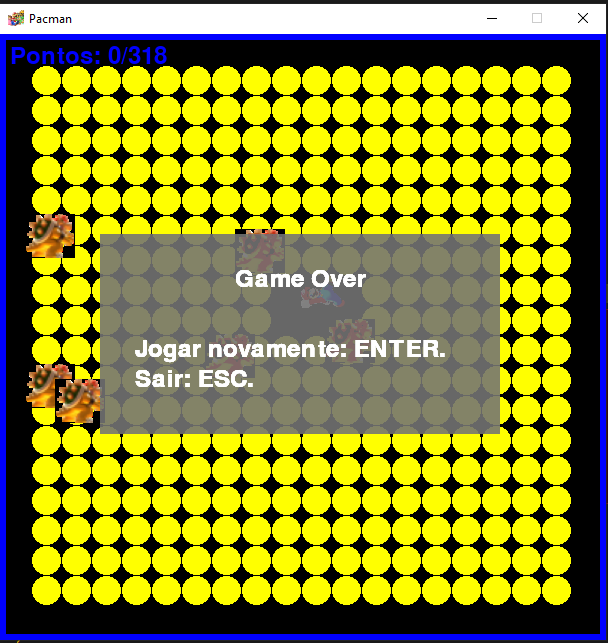 Pacman
Pontos: 0/318
Game Over
Jogar novamente: ENTER.
Sair: ESC.